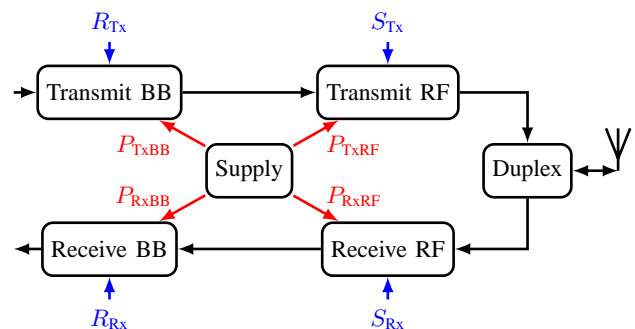 R_Tx S_Tx
Transmit BB Transmit RF
P_TxBB P_TxRF
Supply Duplex
P_RxBB P_RxRF
Receive BB Receive RF
R_Rx S_Rx